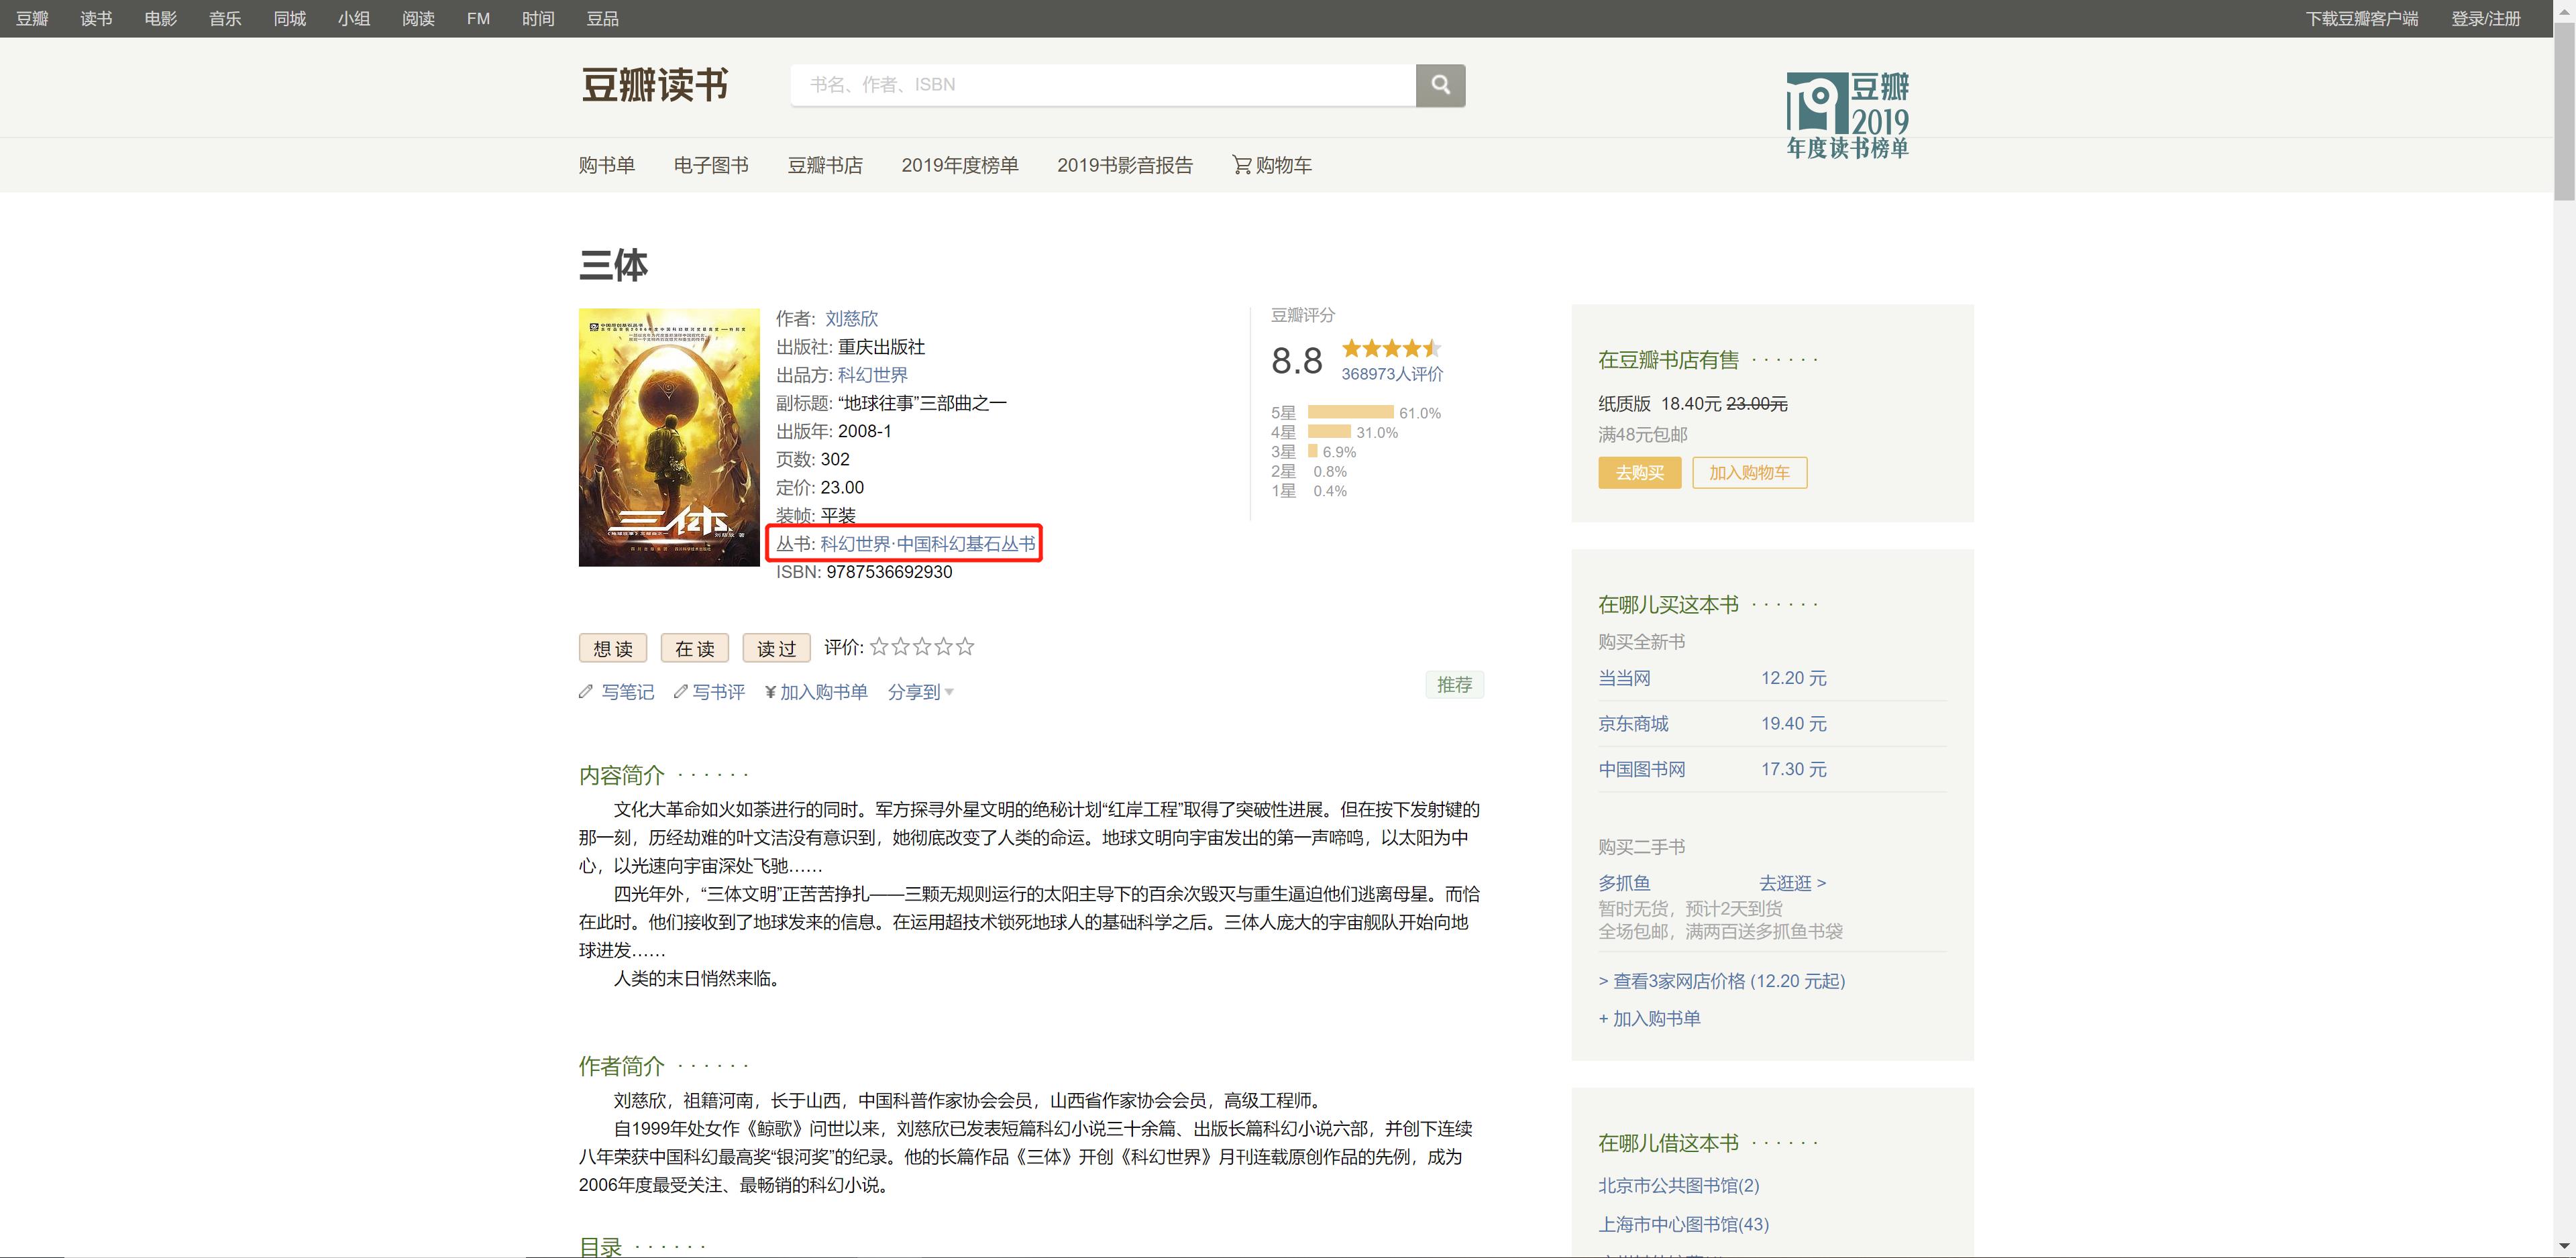 豆瓣 读书 电影 音乐 同城 小组 阅读 FM 时间 豆品 下载豆瓣客户端 登录/注册
豆瓣读书
书名、作者、ISBN
豆瓣
2019
年度读书榜单
购书单 电子图书 豆瓣书店 2019年度榜单 2019书影音报告 购物车
三体
三体
刘慈欣 著
作者: 刘慈欣
出版社: 重庆出版社
出品方: 科幻世界
副标题: “地球往事”三部曲之一
出版年: 2008-1
页数: 302
定价: 23.00
装帧: 平装
丛书: 科幻世界·中国科幻基石丛书
ISBN: 9787536692930
豆瓣评分
8.8
368973人评价
5星 61.0%
4星 31.0%
3星 6.9%
2星 0.8%
1星 0.4%
想读 在读 读过 评价:
写笔记 写书评 ¥加入购书单 分享到
推荐
内容简介 · · · · · ·
文化大革命如火如荼进行的同时。军方探寻外星文明的绝秘计划“红岸工程”取得了突破性进展。但在按下发射键的
那一刻，历经劫难的叶文洁没有意识到，她彻底改变了人类的命运。地球文明向宇宙发出的第一声啼鸣，以太阳为中
心，以光速向宇宙深处飞驰……
四光年外，“三体文明”正苦苦挣扎——三颗无规则运行的太阳主导下的百余次毁灭与重生逼迫他们逃离母星。而恰
在此时。他们接收到了地球发来的信息。在运用超技术锁死地球人的基础科学之后。三体人庞大的宇宙舰队开始向地
球进发……
人类的末日悄然来临。
作者简介 · · · · · ·
刘慈欣，祖籍河南，长于山西，中国科普作家协会会员，山西省作家协会会员，高级工程师。
自1999年处女作《鲸歌》问世以来，刘慈欣已发表短篇科幻小说三十余篇、出版长篇科幻小说六部，并创下连续
八年荣获中国科幻最高奖“银河奖”的纪录。他的长篇作品《三体》开创《科幻世界》月刊连载原创作品的先例，成为
2006年度最受关注、最畅销的科幻小说。
目录 · · · · · ·
在豆瓣书店有售 · · · · · ·
纸质版 18.40元 23.00元
满48元包邮
去购买 加入购物车
在哪儿买这本书 · · · · · ·
购买全新书
当当网 12.20 元
京东商城 19.40 元
中国图书网 17.30 元
购买二手书
多抓鱼 去逛逛 >
暂时无货，预计2天到货
全场包邮，满两百送多抓鱼书袋
> 查看3家网店价格 (12.20 元起)
+ 加入购书单
在哪儿借这本书 · · · · · ·
北京市公共图书馆(2)
上海市中心图书馆(43)